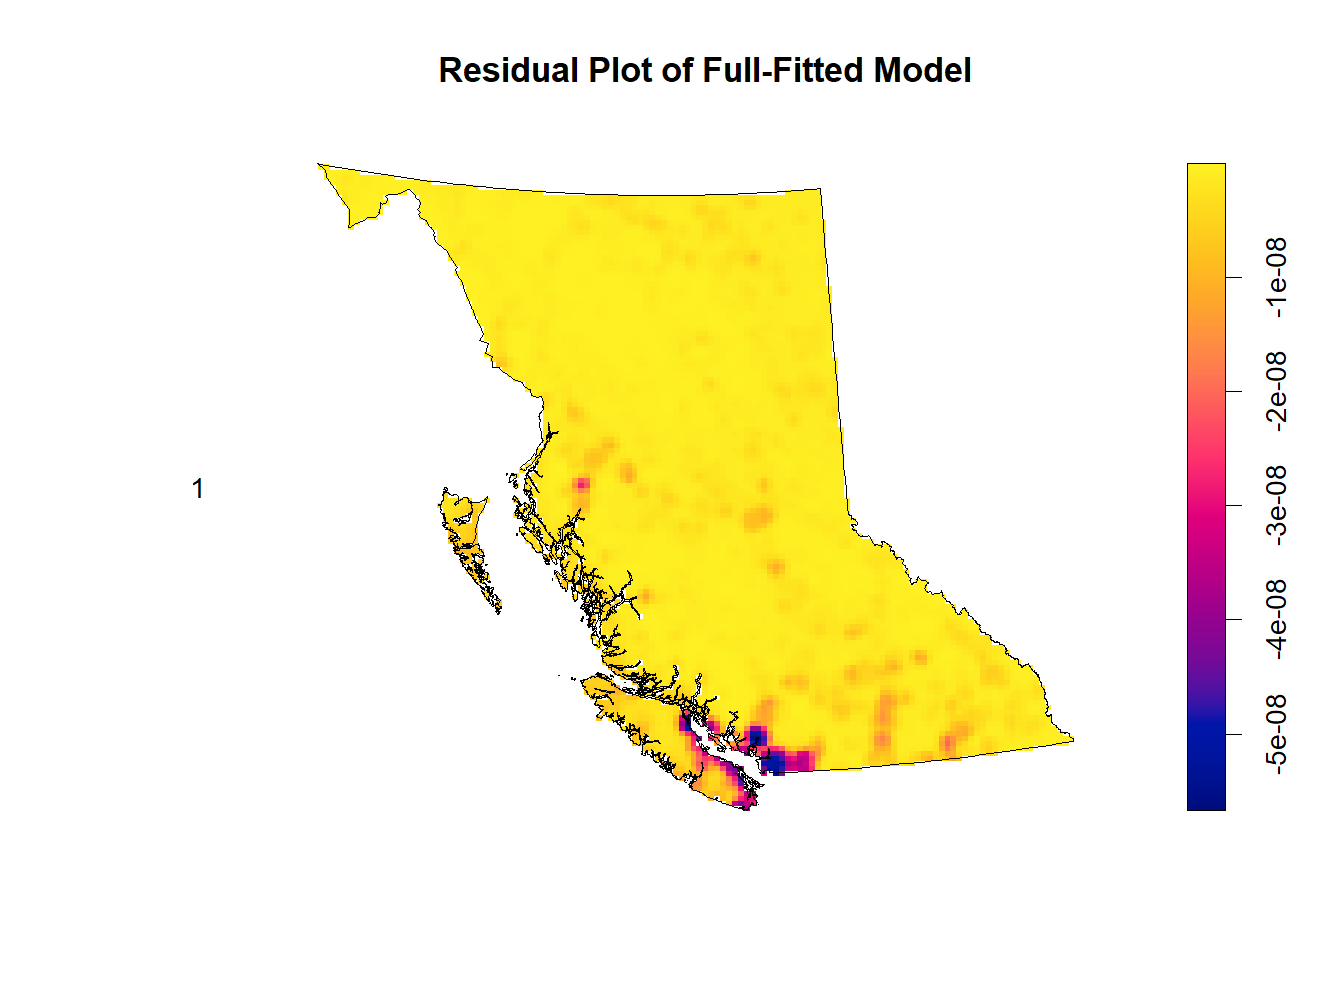 Residual Plot of Full-Fitted Model
1
-1e-08
-2e-08
-3e-08
-4e-08
-5e-08